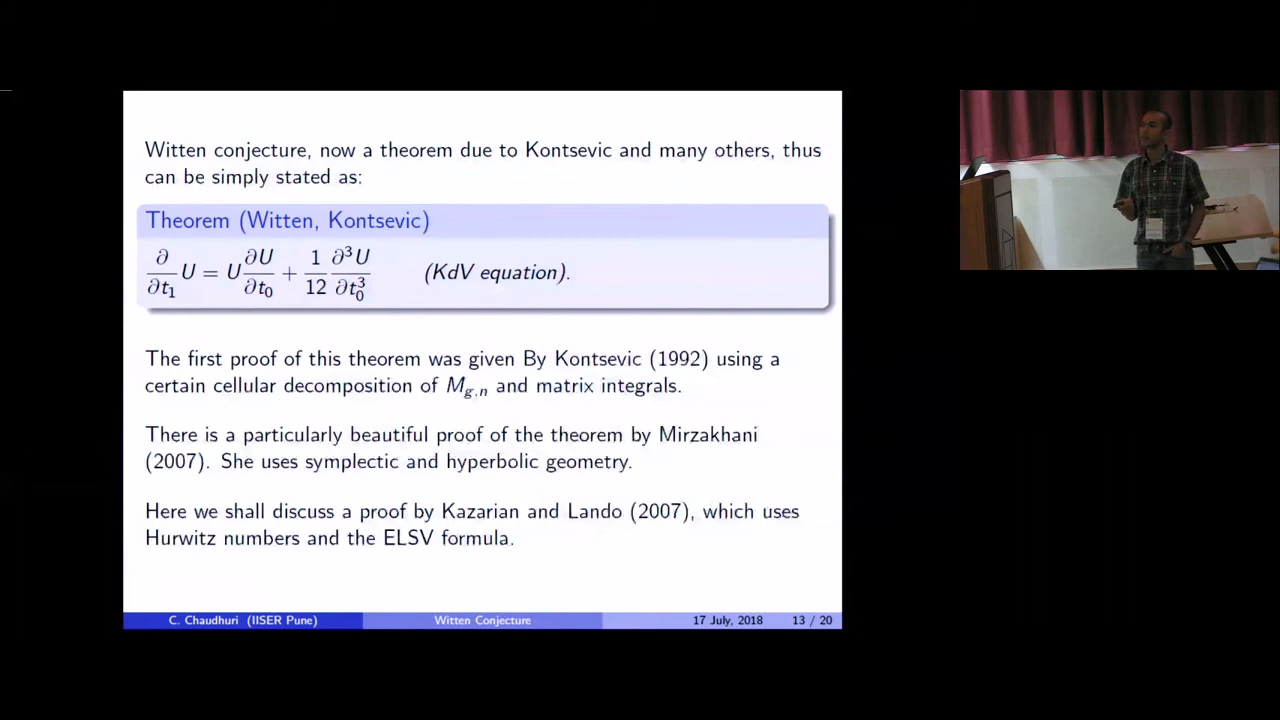 Witten conjecture, now a theorem due to Kontsevic and many others, thus
can be simply stated as:
Theorem (Witten, Kontsevic)
∂/∂t₁ U = U ∂U/∂t₀ + 1/12 ∂³U/∂t₀³ (KdV equation).
The first proof of this theorem was given By Kontsevic (1992) using a
certain cellular decomposition of M_{g,n} and matrix integrals.
There is a particularly beautiful proof of the theorem by Mirzakhani
(2007). She uses symplectic and hyperbolic geometry.
Here we shall discuss a proof by Kazarian and Lando (2007), which uses
Hurwitz numbers and the ELSV formula.
C. Chaudhuri (IISER Pune) Witten Conjecture 17 July, 2018 13 / 20